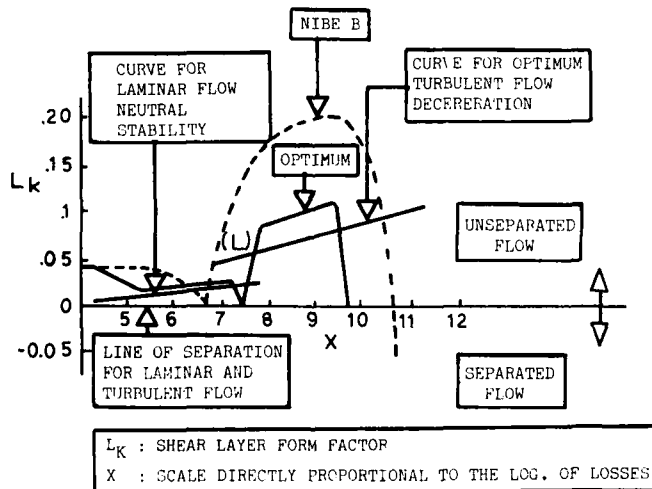 NIBE B
CURVE FOR
LAMINAR FLOW
NEUTRAL
STABILITY
CURVE FOR OPTIMUM
TURBULENT FLOW
DECERERATION
.20
.15
.1
.05
0
-0.05
LK
OPTIMUM
(L)
UNSEPARATED
FLOW
5 6 7 8 9 10 11 12
X
LINE OF SEPARATION
FOR LAMINAR AND
TURBULENT FLOW
SEPARATED
FLOW
LK : SHEAR LAYER FORM FACTOR
X : SCALE DIRECTLY PROPORTIONAL TO THE LOG. OF LOSSES